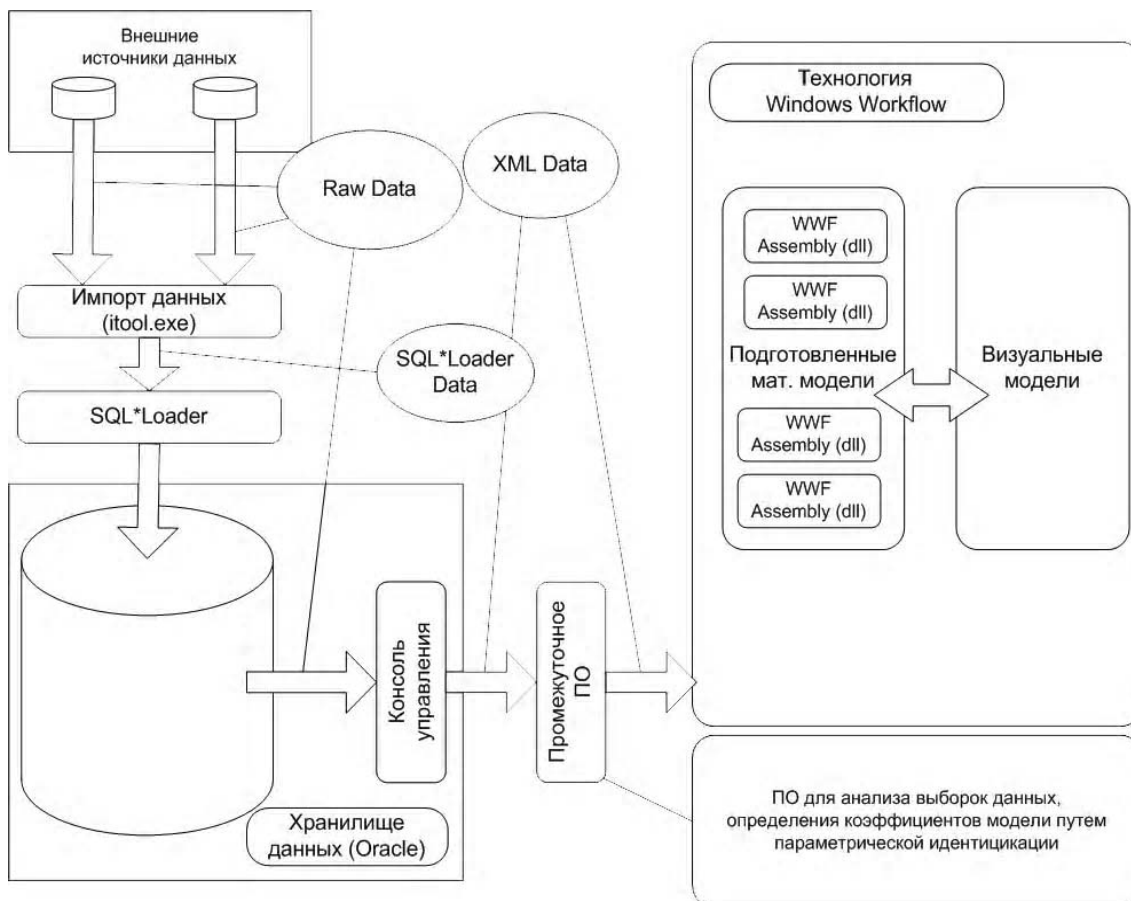 Внешние
источники данных
Raw Data
XML Data
Импорт данных
(itool.exe)
SQL*Loader
Data
SQL*Loader
Консоль
управления
Хранилище
данных (Oracle)
Промежуточное
ПО
Технология
Windows Workflow
WWF
Assembly (dll)
WWF
Assembly (dll)
Подготовленные
мат. модели
WWF
Assembly (dll)
WWF
Assembly (dll)
Визуальные
модели
ПО для анализа выборок данных,
определения коэффициентов модели путем
параметрической идентицикации